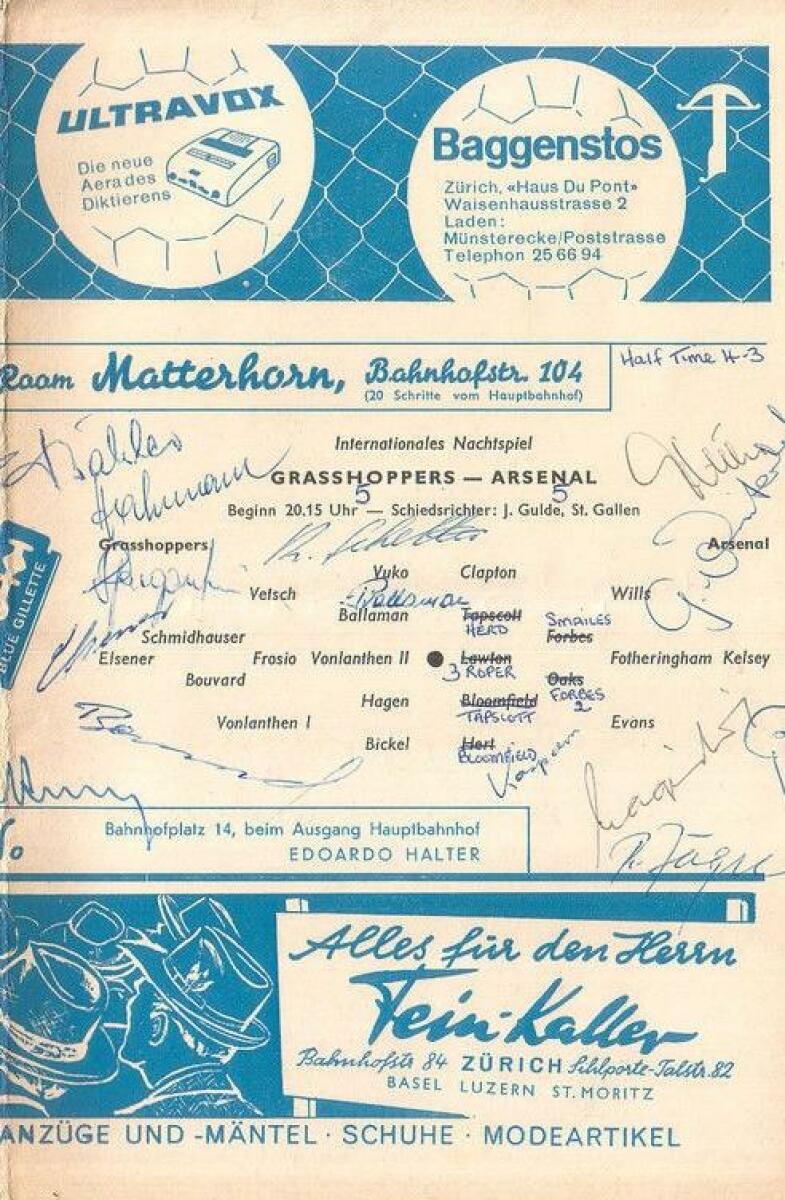 ULTRAVOX
Die neue
Aera des
Diktierens
Baggenstos
Zürich, «Haus Du Pont»
Waisenhausstrasse 2
Laden:
Münsterecke/Poststrasse
Telephon 25 66 94
Room Matterhorn, Bahnhofstr. 104
(20 Schritte vom Hauptbahnhof)
Half Time 4-3
Internationales Nachtspiel
GRASSHOPPERS — ARSENAL
5 5
Beginn 20.15 Uhr — Schiedsrichter: J. Gulde, St. Gallen
Grasshoppers Arsenal
BLUE GILLETTE
Vuko Clapton
Vetsch Wills
Ballaman Tapscott SMAILES
HERD Forbes
Schmidhauser
Elsener Frosio Vonlanthen II Lawton Fotheringham Kelsey
3 ROPER
Bouvard Oaks
FORBES
2
Hagen Bloomfield
TAPSCOTT
Vonlanthen I Evans
Bickel Hert
BLOOMFIELD
Bahnhofplatz 14, beim Ausgang Hauptbahnhof
EDOARDO HALTER
Alles für den Herrn
Fein-Kaller
Bahnhofstr 84 ZÜRICH Sihlporte-Talstr. 82
BASEL LUZERN ST. MORITZ
ANZÜGE UND -MÄNTEL · SCHUHE · MODEARTIKEL